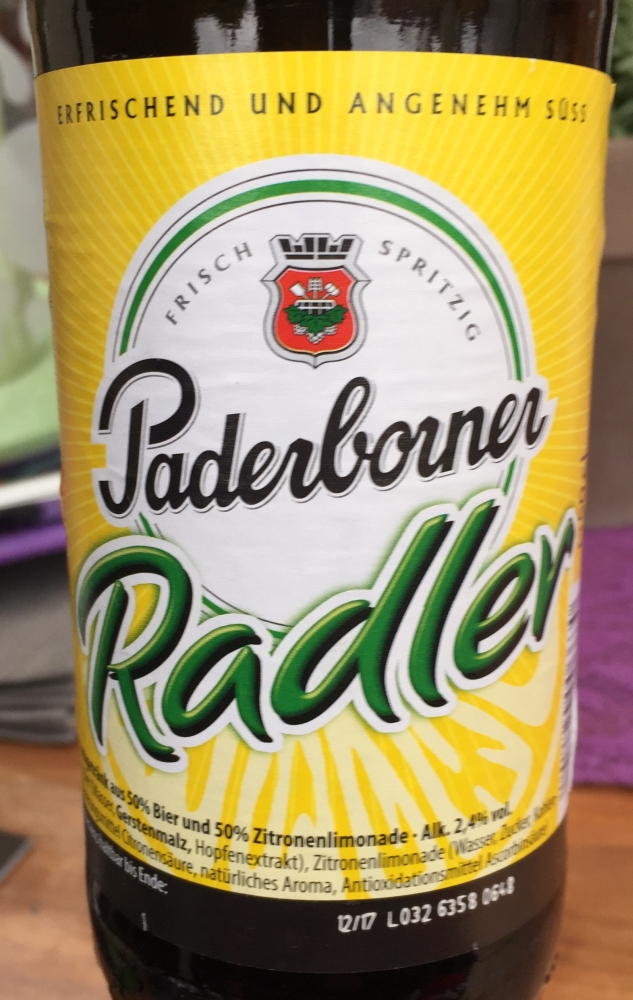 ERFRISCHEND UND ANGENEHM SÜSS
FRISCH SPRITZIG
Paderborner
Radler
aus 50% Bier und 50% Zitronenlimonade · Alk. 2,4% vol.
Gerstenmalz, Hopfenextrakt), Zitronenlimonade (Wasser, Zucker,
Citronensäure, natürliches Aroma, Antioxidationsmittel Ascorbinsäure
bis Ende:
12/17 L032 6358 0648